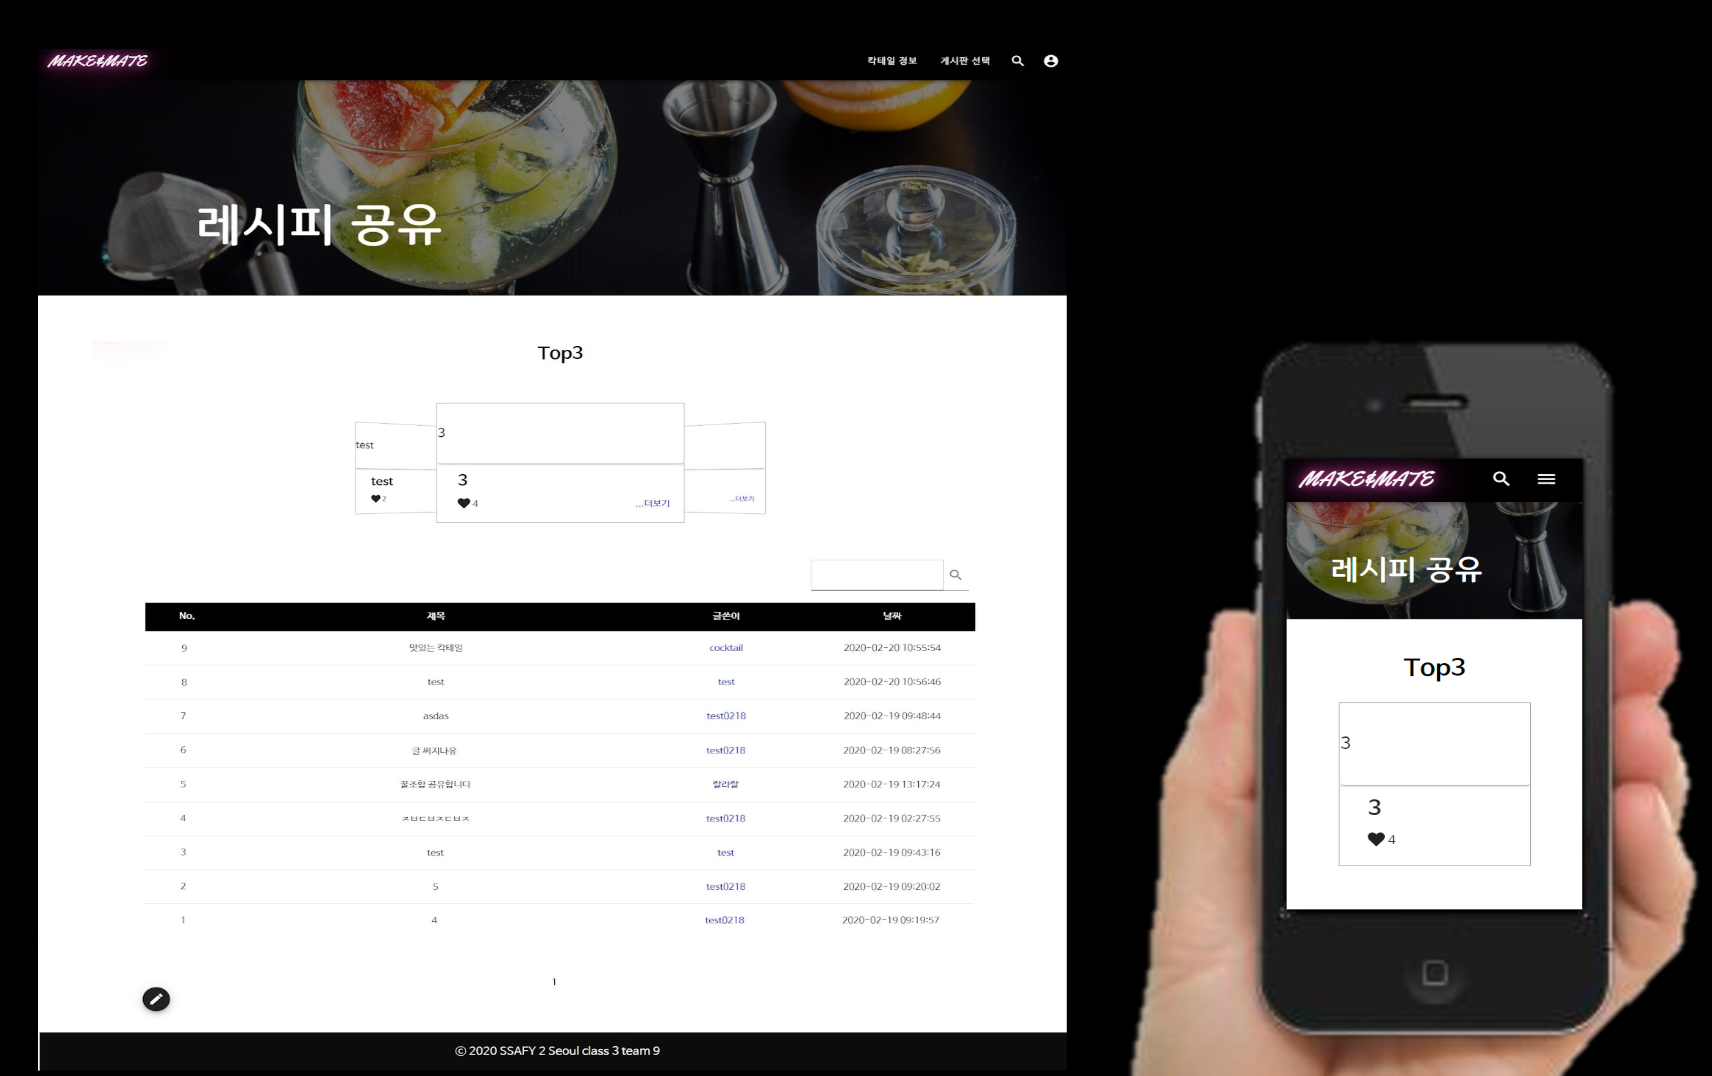 MAKE&MATE
칵테일 정보 게시판 선택
레시피 공유
Top3
test
test
2
3
3
4
...더보기
...더보기
No. 제목 글쓴이 날짜
9 맛있는 칵테일 cocktail 2020-02-20 10:55:54
8 test test 2020-02-20 10:56:46
7 asdas test0218 2020-02-19 09:48:44
6 글 써지나유 test0218 2020-02-19 08:27:56
5 꿀조합 공유합니다 랄라랄 2020-02-19 13:17:24
4 ㅈㅂㄷㅂㅈㄷㅂㅈ test0218 2020-02-19 02:27:55
3 test test 2020-02-19 09:43:16
2 5 test0218 2020-02-19 09:20:02
1 4 test0218 2020-02-19 09:19:57
1
© 2020 SSAFY 2 Seoul class 3 team 9
MAKE&MATE
레시피 공유
Top3
3
3
4